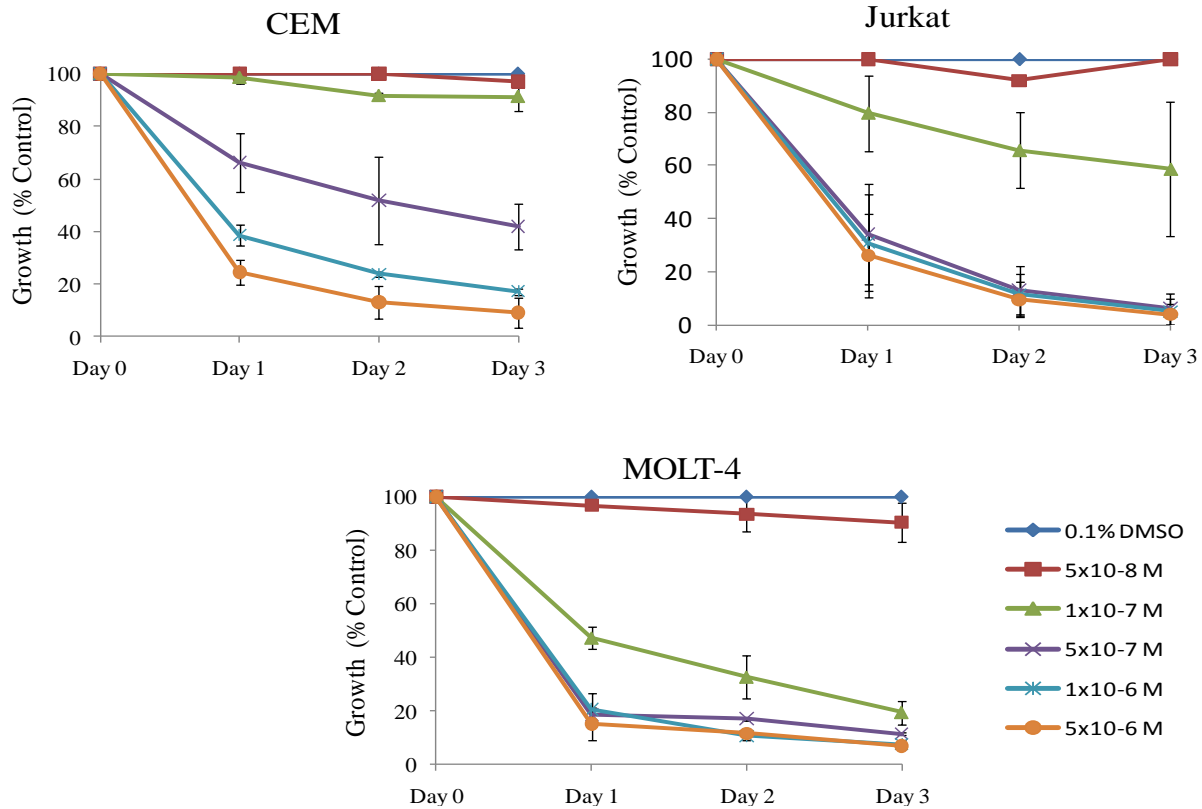 CEM
Growth (% Control)
100
80
60
40
20
0
Day 0 Day 1 Day 2 Day 3
Jurkat
Growth (% Control)
100
80
60
40
20
0
Day 0 Day 1 Day 2 Day 3
MOLT-4
Growth (% Control)
100
80
60
40
20
0
Day 0 Day 1 Day 2 Day 3
0.1% DMSO
5x10-8 M
1x10-7 M
5x10-7 M
1x10-6 M
5x10-6 M